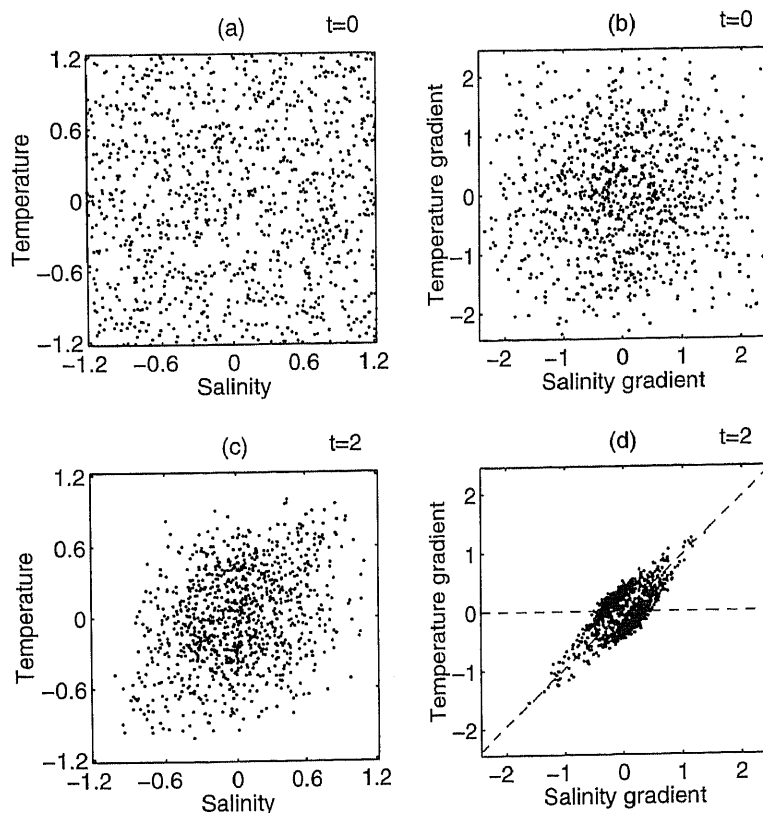 (a) t=0
1.2
0.6
0
−0.6
−1.2
Temperature
−1.2 −0.6 0 0.6 1.2
Salinity
(b) t=0
2
1
0
−1
−2
Temperature gradient
−2 −1 0 1 2
Salinity gradient
(c) t=2
1.2
0.6
0
−0.6
−1.2
Temperature
−1.2 −0.6 0 0.6 1.2
Salinity
(d) t=2
2
1
0
−1
−2
Temperature gradient
−2 −1 0 1 2
Salinity gradient